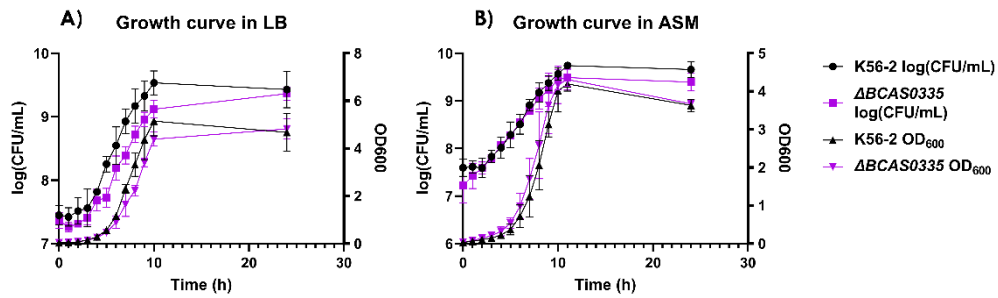 A) Growth curve in LB
10
9
8
7
log(CFU/mL)
8
6
4
2
0
OD600
0 10 20 30
Time (h)
B) Growth curve in ASM
10
9
8
7
6
log(CFU/mL)
5
4
3
2
1
0
OD600
0 10 20 30
Time (h)
K56-2 log(CFU/mL)
ΔBCAS0335
log(CFU/mL)
K56-2 OD600
ΔBCAS0335 OD600